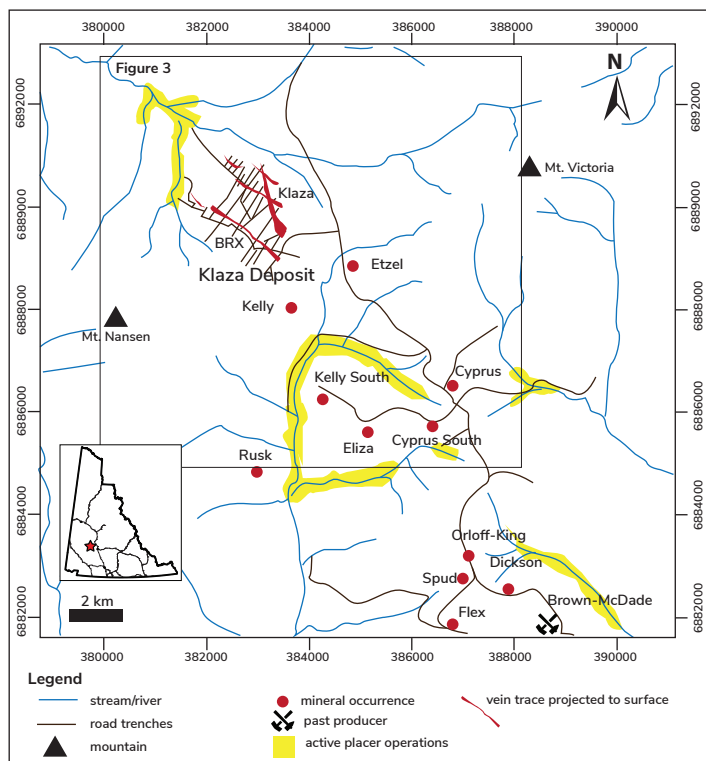 380000 382000 384000 386000 388000 390000
Figure 3
N
6892000
6892000
Mt. Victoria
Klaza
6889000
6889000
BRX
Etzel
Klaza Deposit
Kelly
6888000
6888000
Mt. Nansen
Cyprus
Kelly South
6886000
6886000
Eliza
Cyprus South
Rusk
6884000
6884000
Orloff-King
Dickson
Spud
Brown-McDade
2 km
Flex
6882000
6882000
380000 382000 384000 386000 388000 390000
Legend
stream/river
mineral occurrence
vein trace projected to surface
road trenches
past producer
mountain
active placer operations